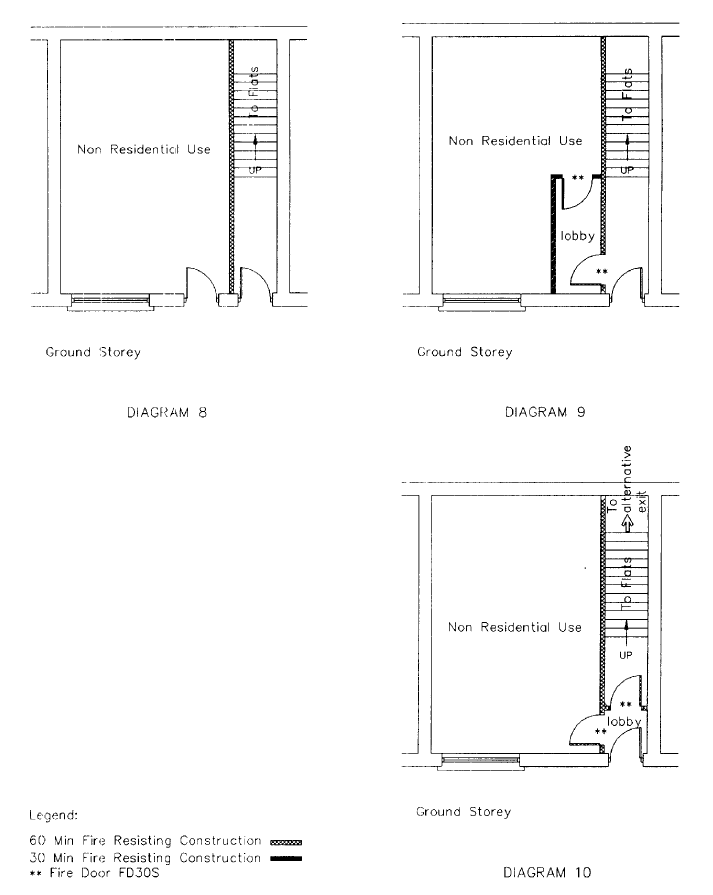 Non Residential Use
To Flats
UP
Ground Storey
DIAGRAM 8
Non Residential Use
To Flats
UP
**
lobby
**
Ground Storey
DIAGRAM 9
To
alternative
exit
To Flats
Non Residential Use
UP
**
lobby
**
Ground Storey
DIAGRAM 10
Legend:
60 Min Fire Resisting Construction
30 Min Fire Resisting Construction
** Fire Door FD30S